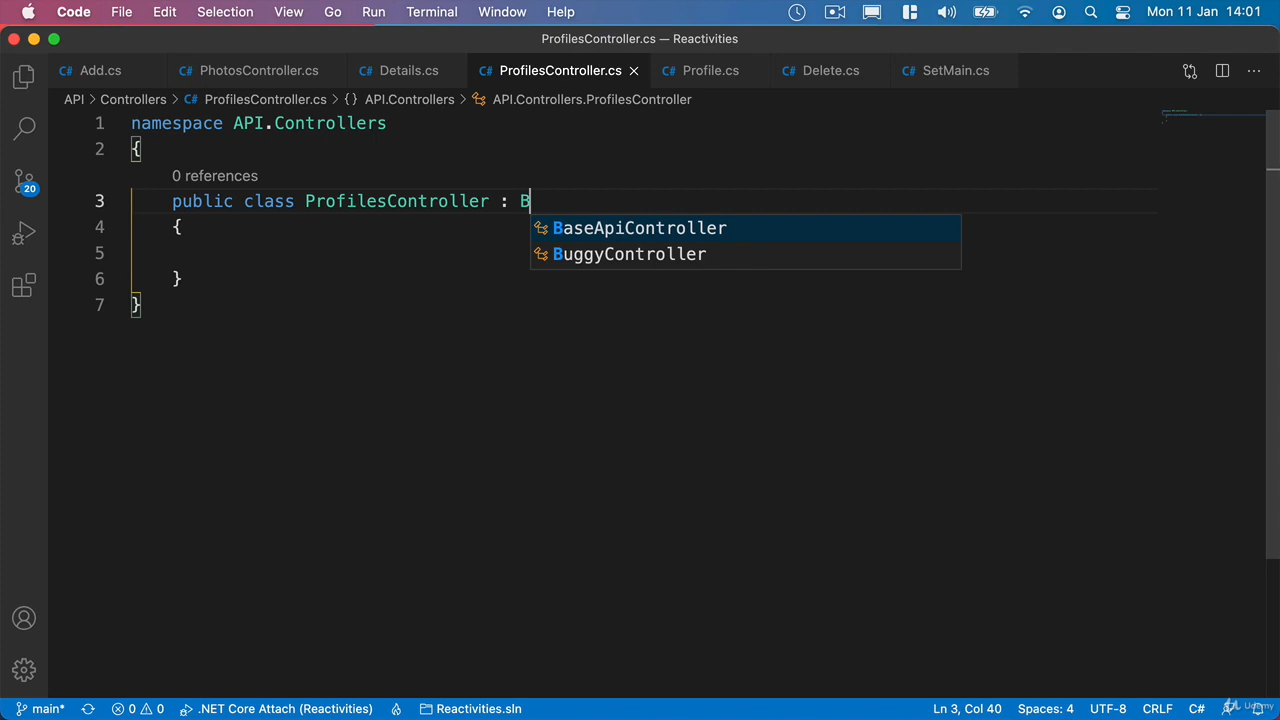 Code File Edit Selection View Go Run Terminal Window Help Mon 11 Jan 14:01
ProfilesController.cs — Reactivities
C# Add.cs C# PhotosController.cs C# Details.cs C# ProfilesController.cs C# Profile.cs C# Delete.cs C# SetMain.cs
API > Controllers > C# ProfilesController.cs > {} API.Controllers > API.Controllers.ProfilesController
1 namespace API.Controllers
2 {
0 references
3 public class ProfilesController : B
4 {
BaseApiController
5
BuggyController
6 }
7 }
20
main* 0 0 .NET Core Attach (Reactivities) Reactivities.sln Ln 3, Col 40 Spaces: 4 UTF-8 CRLF C# Udemy